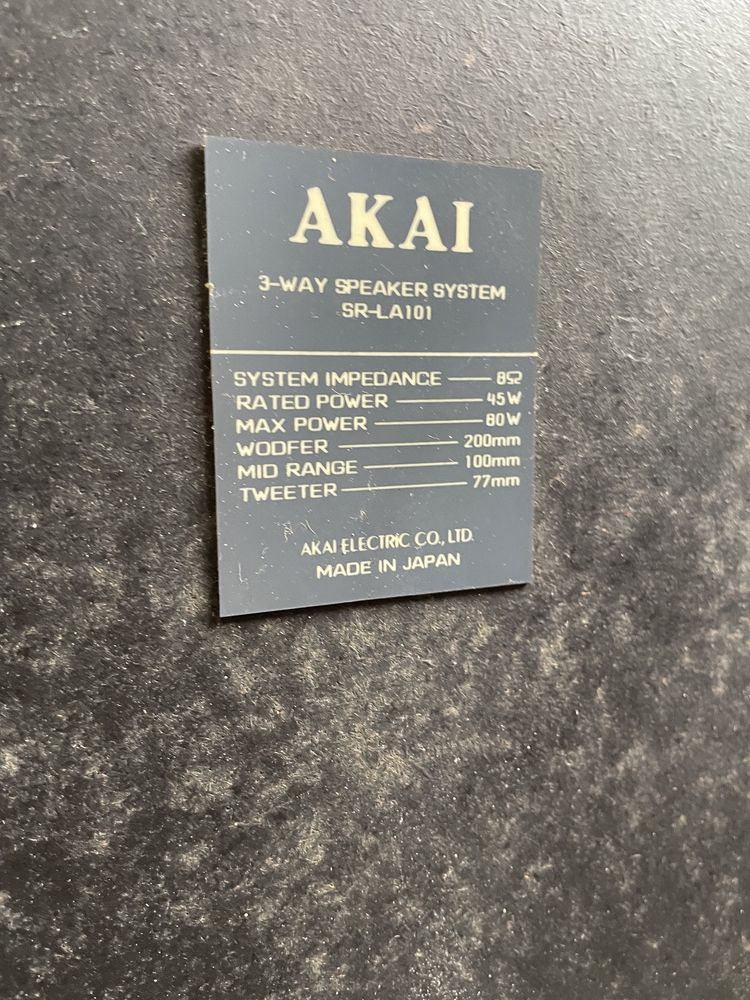 AKAI
3-WAY SPEAKER SYSTEM
SR-LA101
SYSTEM IMPEDANCE 8Ω
RATED POWER 45W
MAX POWER 80W
WOOFER 200mm
MID RANGE 100mm
TWEETER 77mm
AKAI ELECTRIC CO., LTD.
MADE IN JAPAN